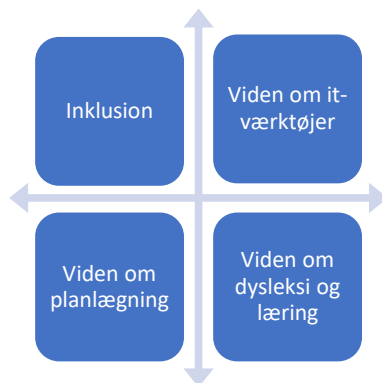 Inklusion
Viden om it-
værktøjer
Viden om
planlægning
Viden om
dysleksi og
læring